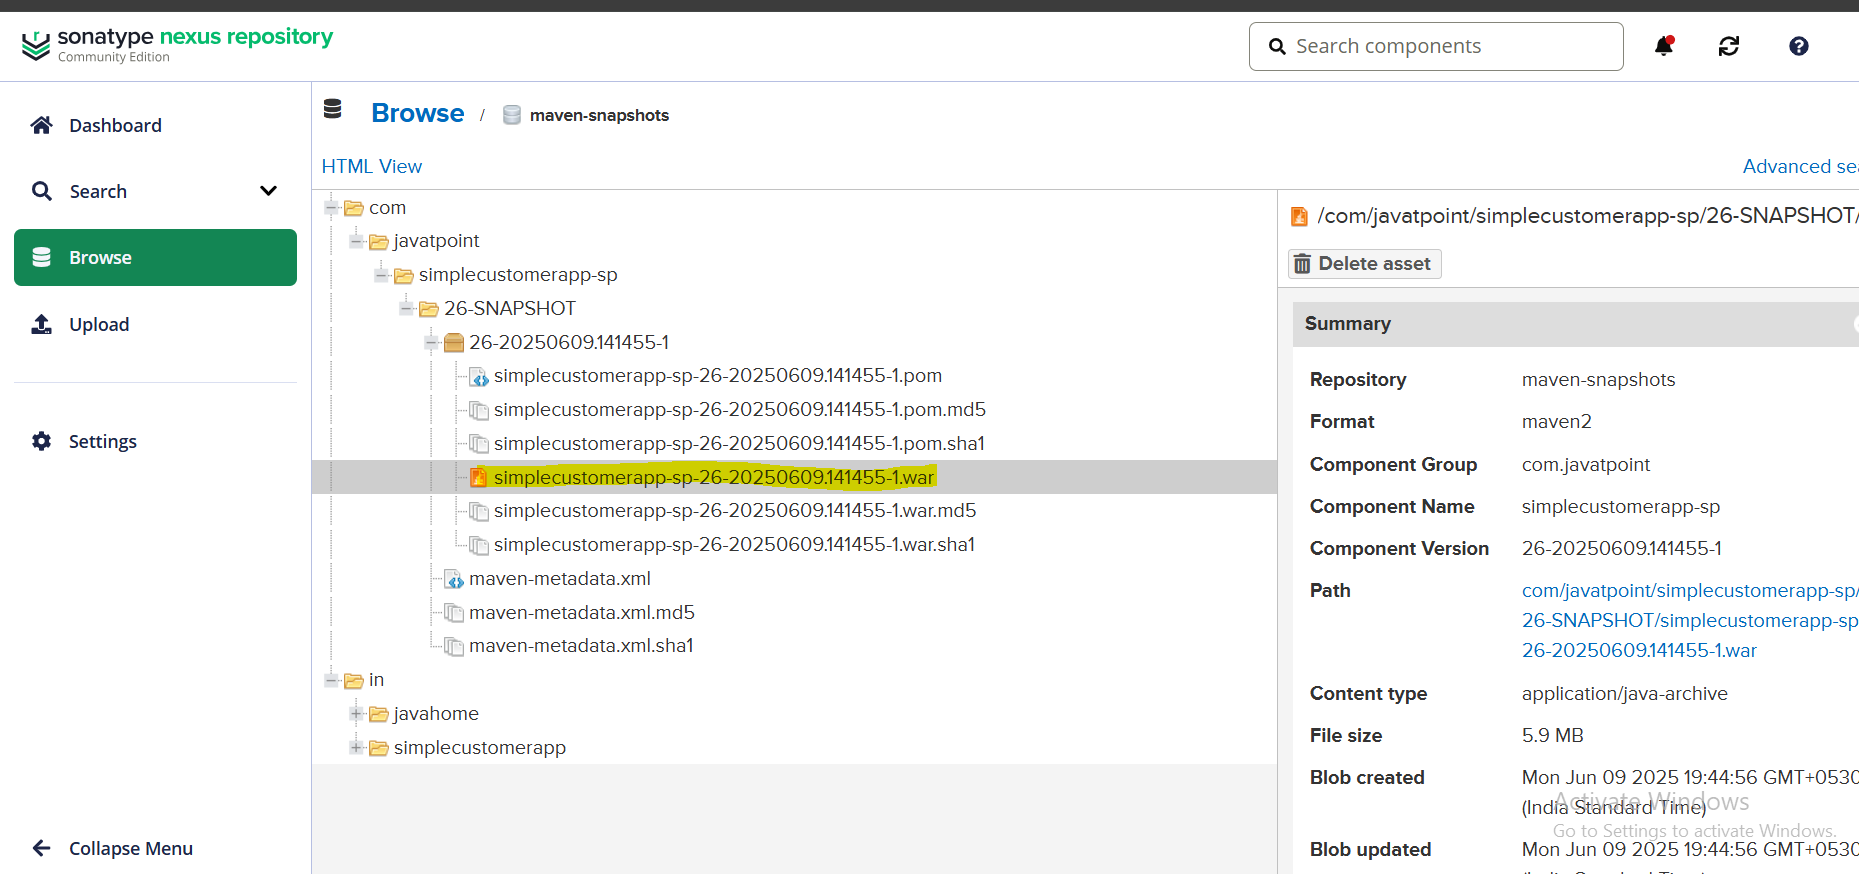 sonatype nexus repository
Community Edition
Search components
Dashboard
Search
Browse
Upload
Settings
Collapse Menu
Browse / maven-snapshots
HTML View
Advanced sea
com
javatpoint
simplecustomerapp-sp
26-SNAPSHOT
26-20250609.141455-1
simplecustomerapp-sp-26-20250609.141455-1.pom
simplecustomerapp-sp-26-20250609.141455-1.pom.md5
simplecustomerapp-sp-26-20250609.141455-1.pom.sha1
simplecustomerapp-sp-26-20250609.141455-1.war
simplecustomerapp-sp-26-20250609.141455-1.war.md5
simplecustomerapp-sp-26-20250609.141455-1.war.sha1
maven-metadata.xml
maven-metadata.xml.md5
maven-metadata.xml.sha1
in
javahome
simplecustomerapp
/com/javatpoint/simplecustomerapp-sp/26-SNAPSHOT/
Delete asset
Summary
Repository maven-snapshots
Format maven2
Component Group com.javatpoint
Component Name simplecustomerapp-sp
Component Version 26-20250609.141455-1
Path com/javatpoint/simplecustomerapp-sp/
26-SNAPSHOT/simplecustomerapp-sp
26-20250609.141455-1.war
Content type application/java-archive
File size 5.9 MB
Blob created Mon Jun 09 2025 19:44:56 GMT+0530
(India Standard Time)
Activate Windows
Go to Settings to activate Windows.
Blob updated Mon Jun 09 2025 19:44:56 GMT+0530